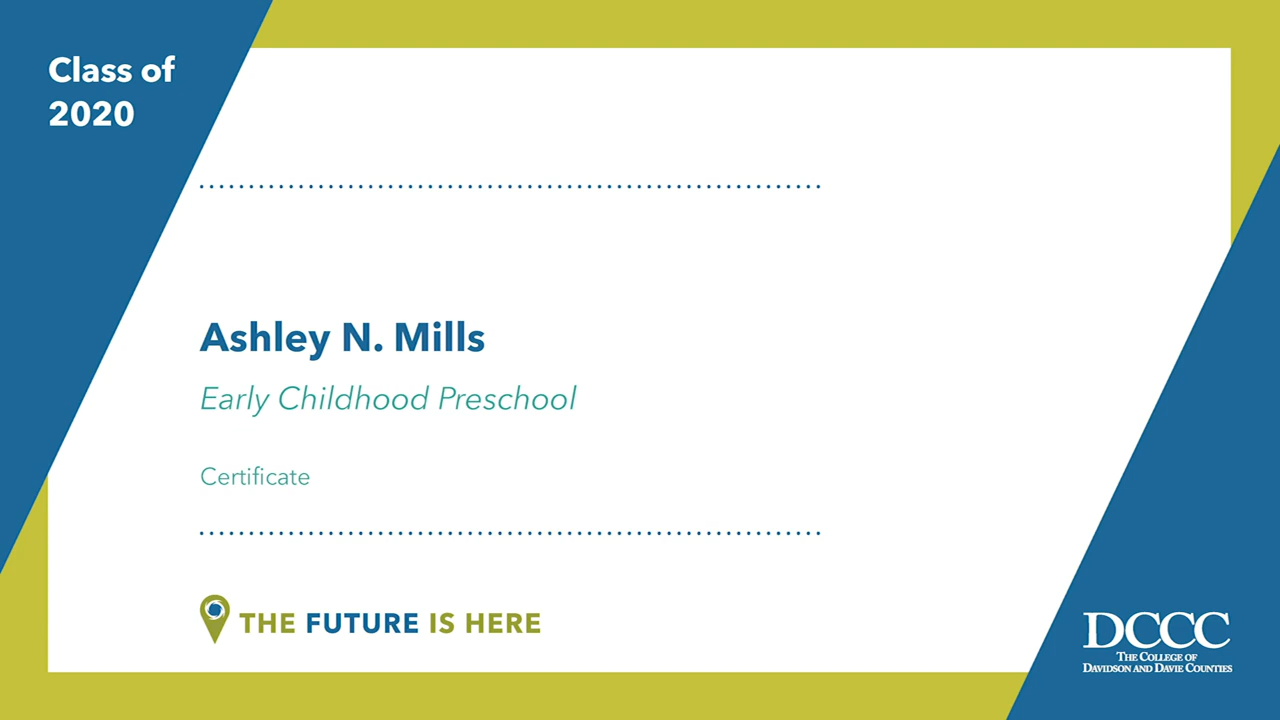 Class of
2020
Ashley N. Mills
Early Childhood Preschool
Certificate
THE FUTURE IS HERE
DCCC
THE COLLEGE OF
DAVIDSON AND DAVIE COUNTIES